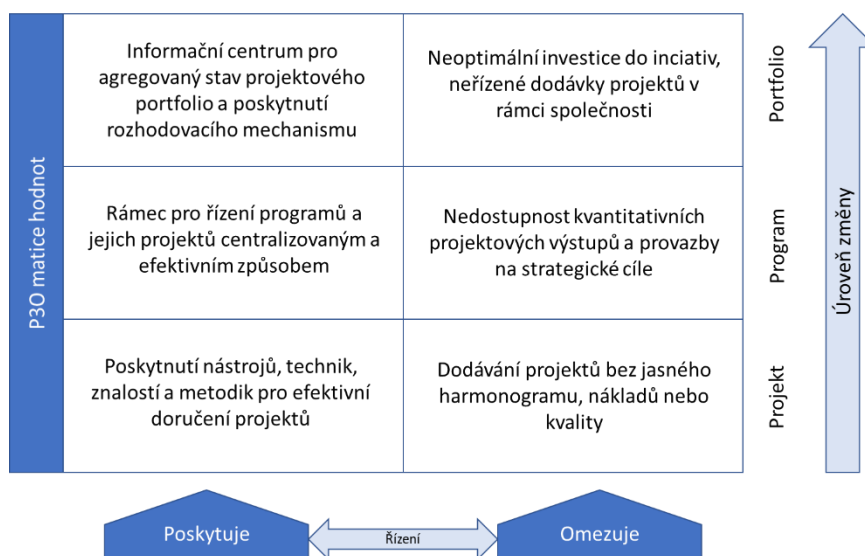 P3O matice hodnot
Informační centrum pro
agregovaný stav projektového
portfolio a poskytnutí
rozhodovacího mechanismu
Neoptimální investice do inciativ,
neřízené dodávky projektů v
rámci společnosti
Portfolio
Rámec pro řízení programů a
jejich projektů centralizovaným a
efektivním způsobem
Nedostupnost kvantitativních
projektových výstupů a provazby
na strategické cíle
Program
Poskytnutí nástrojů, technik,
znalostí a metodik pro efektivní
doručení projektů
Dodávání projektů bez jasného
harmonogramu, nákladů nebo
kvality
Projekt
Úroveň změny
Poskytuje
Řízení
Omezuje